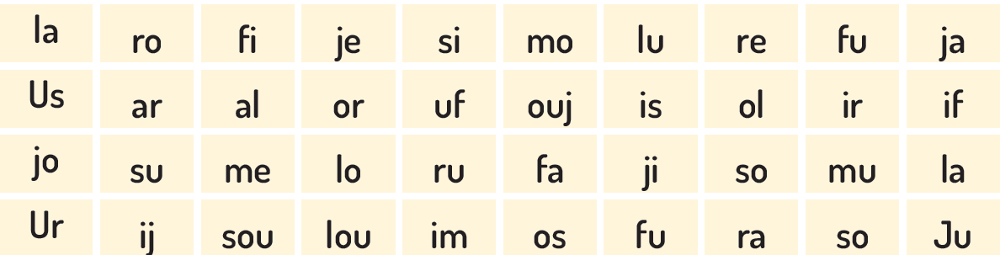 la ro fi je si mo lu re fu ja
Us ar al or uf ouj is ol ir if
jo su me lo ru fa ji so mu la
Ur ij sou lou im os fu ra so Ju